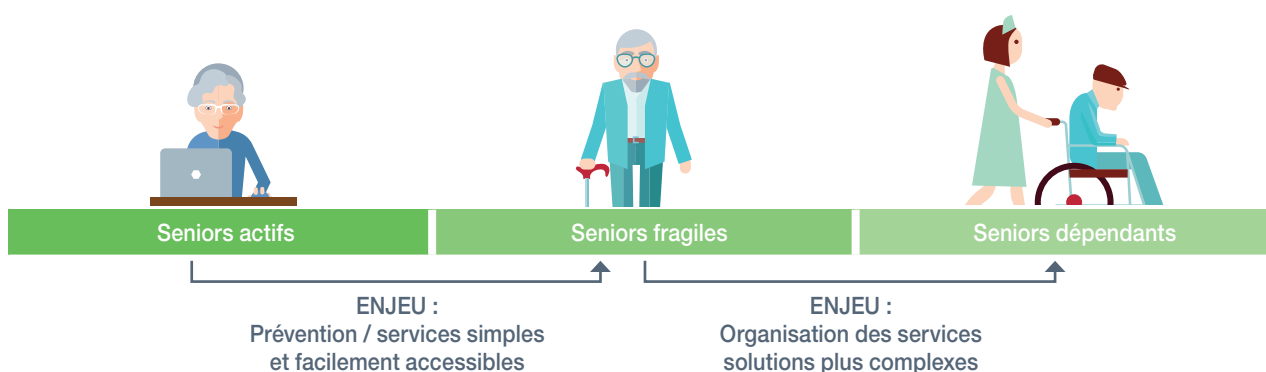 Seniors actifs
Seniors fragiles
Seniors dépendants
ENJEU :
Prévention / services simples
et facilement accessibles
ENJEU :
Organisation des services
solutions plus complexes